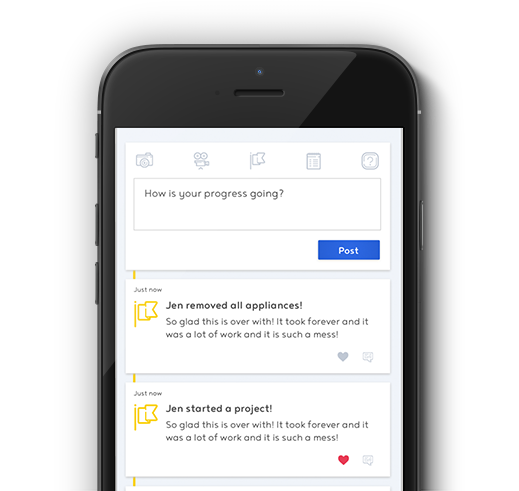 How is your progress going?
Post
Just now
Jen removed all appliances!
So glad this is over with! It took forever and it
was a lot of work and it is such a mess!
Just now
Jen started a project!
So glad this is over with! It took forever and it
was a lot of work and it is such a mess!